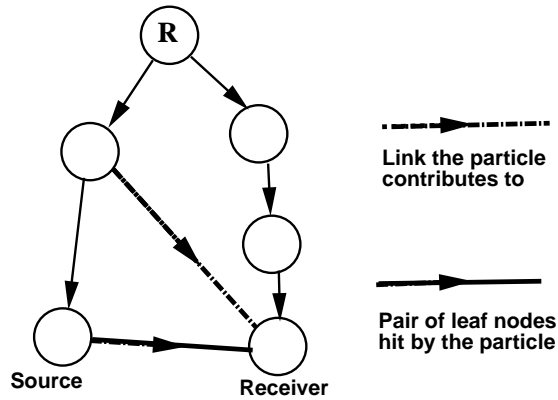 R
Link the particle
contributes to
Pair of leaf nodes
hit by the particle
Source
Receiver